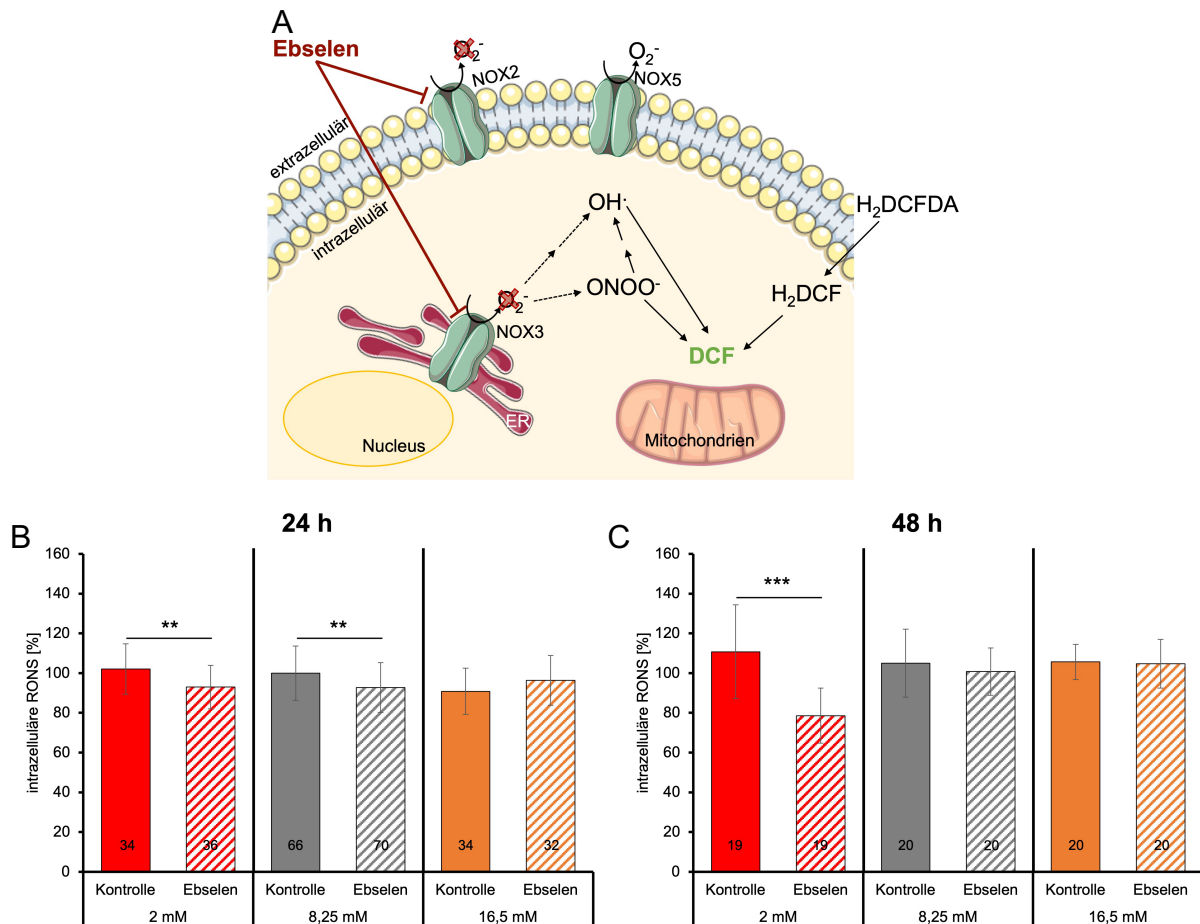 A
Ebselen
O₂⁻
NOX2
O₂⁻
NOX5
extrazellulär
intrazellulär
OH·
H₂DCFDA
ONOO⁻
H₂DCF
O₂⁻
NOX3
DCF
ER
Nucleus
Mitochondrien
B
24 h
intrazelluläre RONS [%]
160
140
120
100
80
60
40
20
0
**
**
34
36
66
70
34
32
Kontrolle Ebselen Kontrolle Ebselen Kontrolle Ebselen
2 mM 8,25 mM 16,5 mM
C
48 h
intrazelluläre RONS [%]
160
140
120
100
80
60
40
20
0
***
19
19
20
20
20
20
Kontrolle Ebselen Kontrolle Ebselen Kontrolle Ebselen
2 mM 8,25 mM 16,5 mM